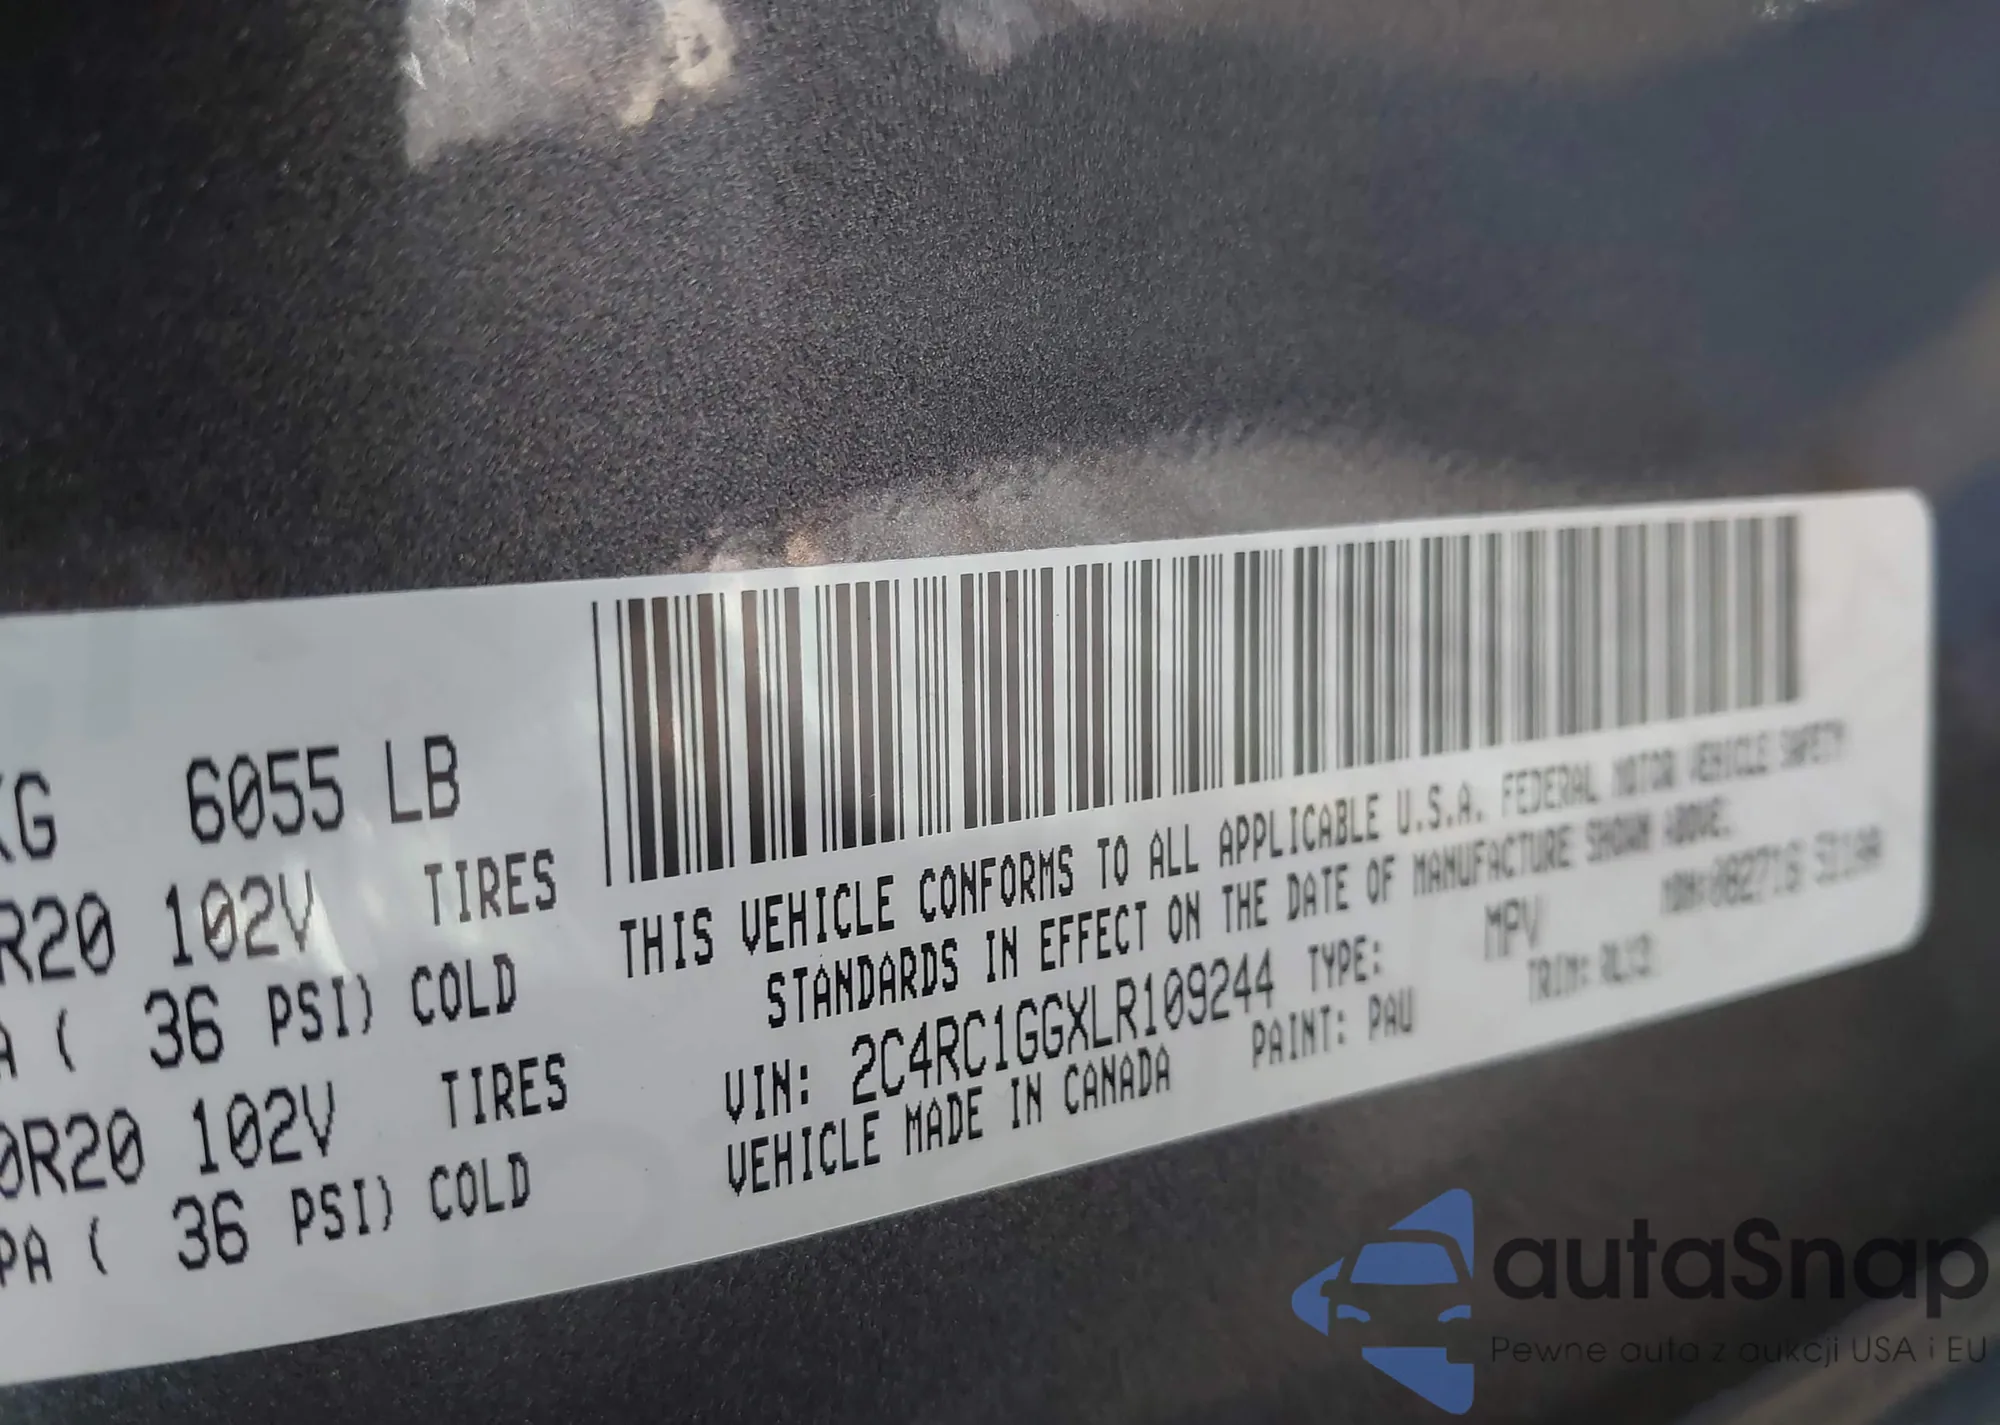 KG 6055 LB
R20 102V TIRES
A ( 36 PSI) COLD
0R20 102V TIRES
PA ( 36 PSI) COLD
THIS VEHICLE CONFORMS TO ALL APPLICABLE U.S.A. FEDERAL MOTOR VEHICLE SAFETY
STANDARDS IN EFFECT ON THE DATE OF MANUFACTURE SHOWN ABOVE.
VIN: 2C4RC1GGXLR109244 TYPE: MPV
VEHICLE MADE IN CANADA PAINT: PAU TRIM:
autaSnap
Pewne auta z aukcji USA i EU